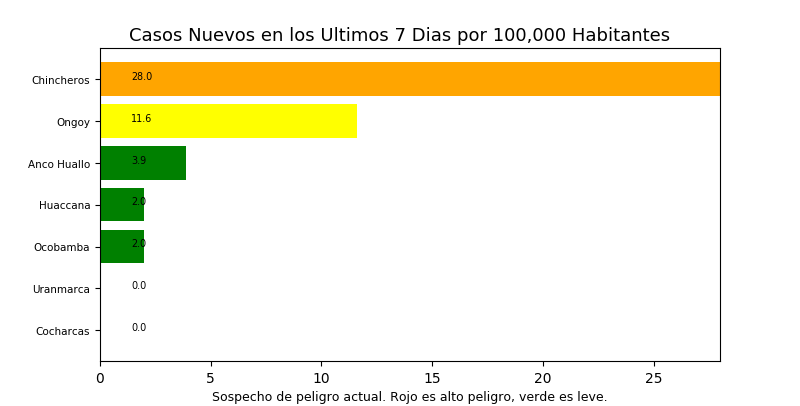 Casos Nuevos en los Ultimos 7 Dias por 100,000 Habitantes
Chincheros 28.0
Ongoy 11.6
Anco Huallo 3.9
Huaccana 2.0
Ocobamba 2.0
Uranmarca 0.0
Cocharcas 0.0
0 5 10 15 20 25
Sospecho de peligro actual. Rojo es alto peligro, verde es leve.